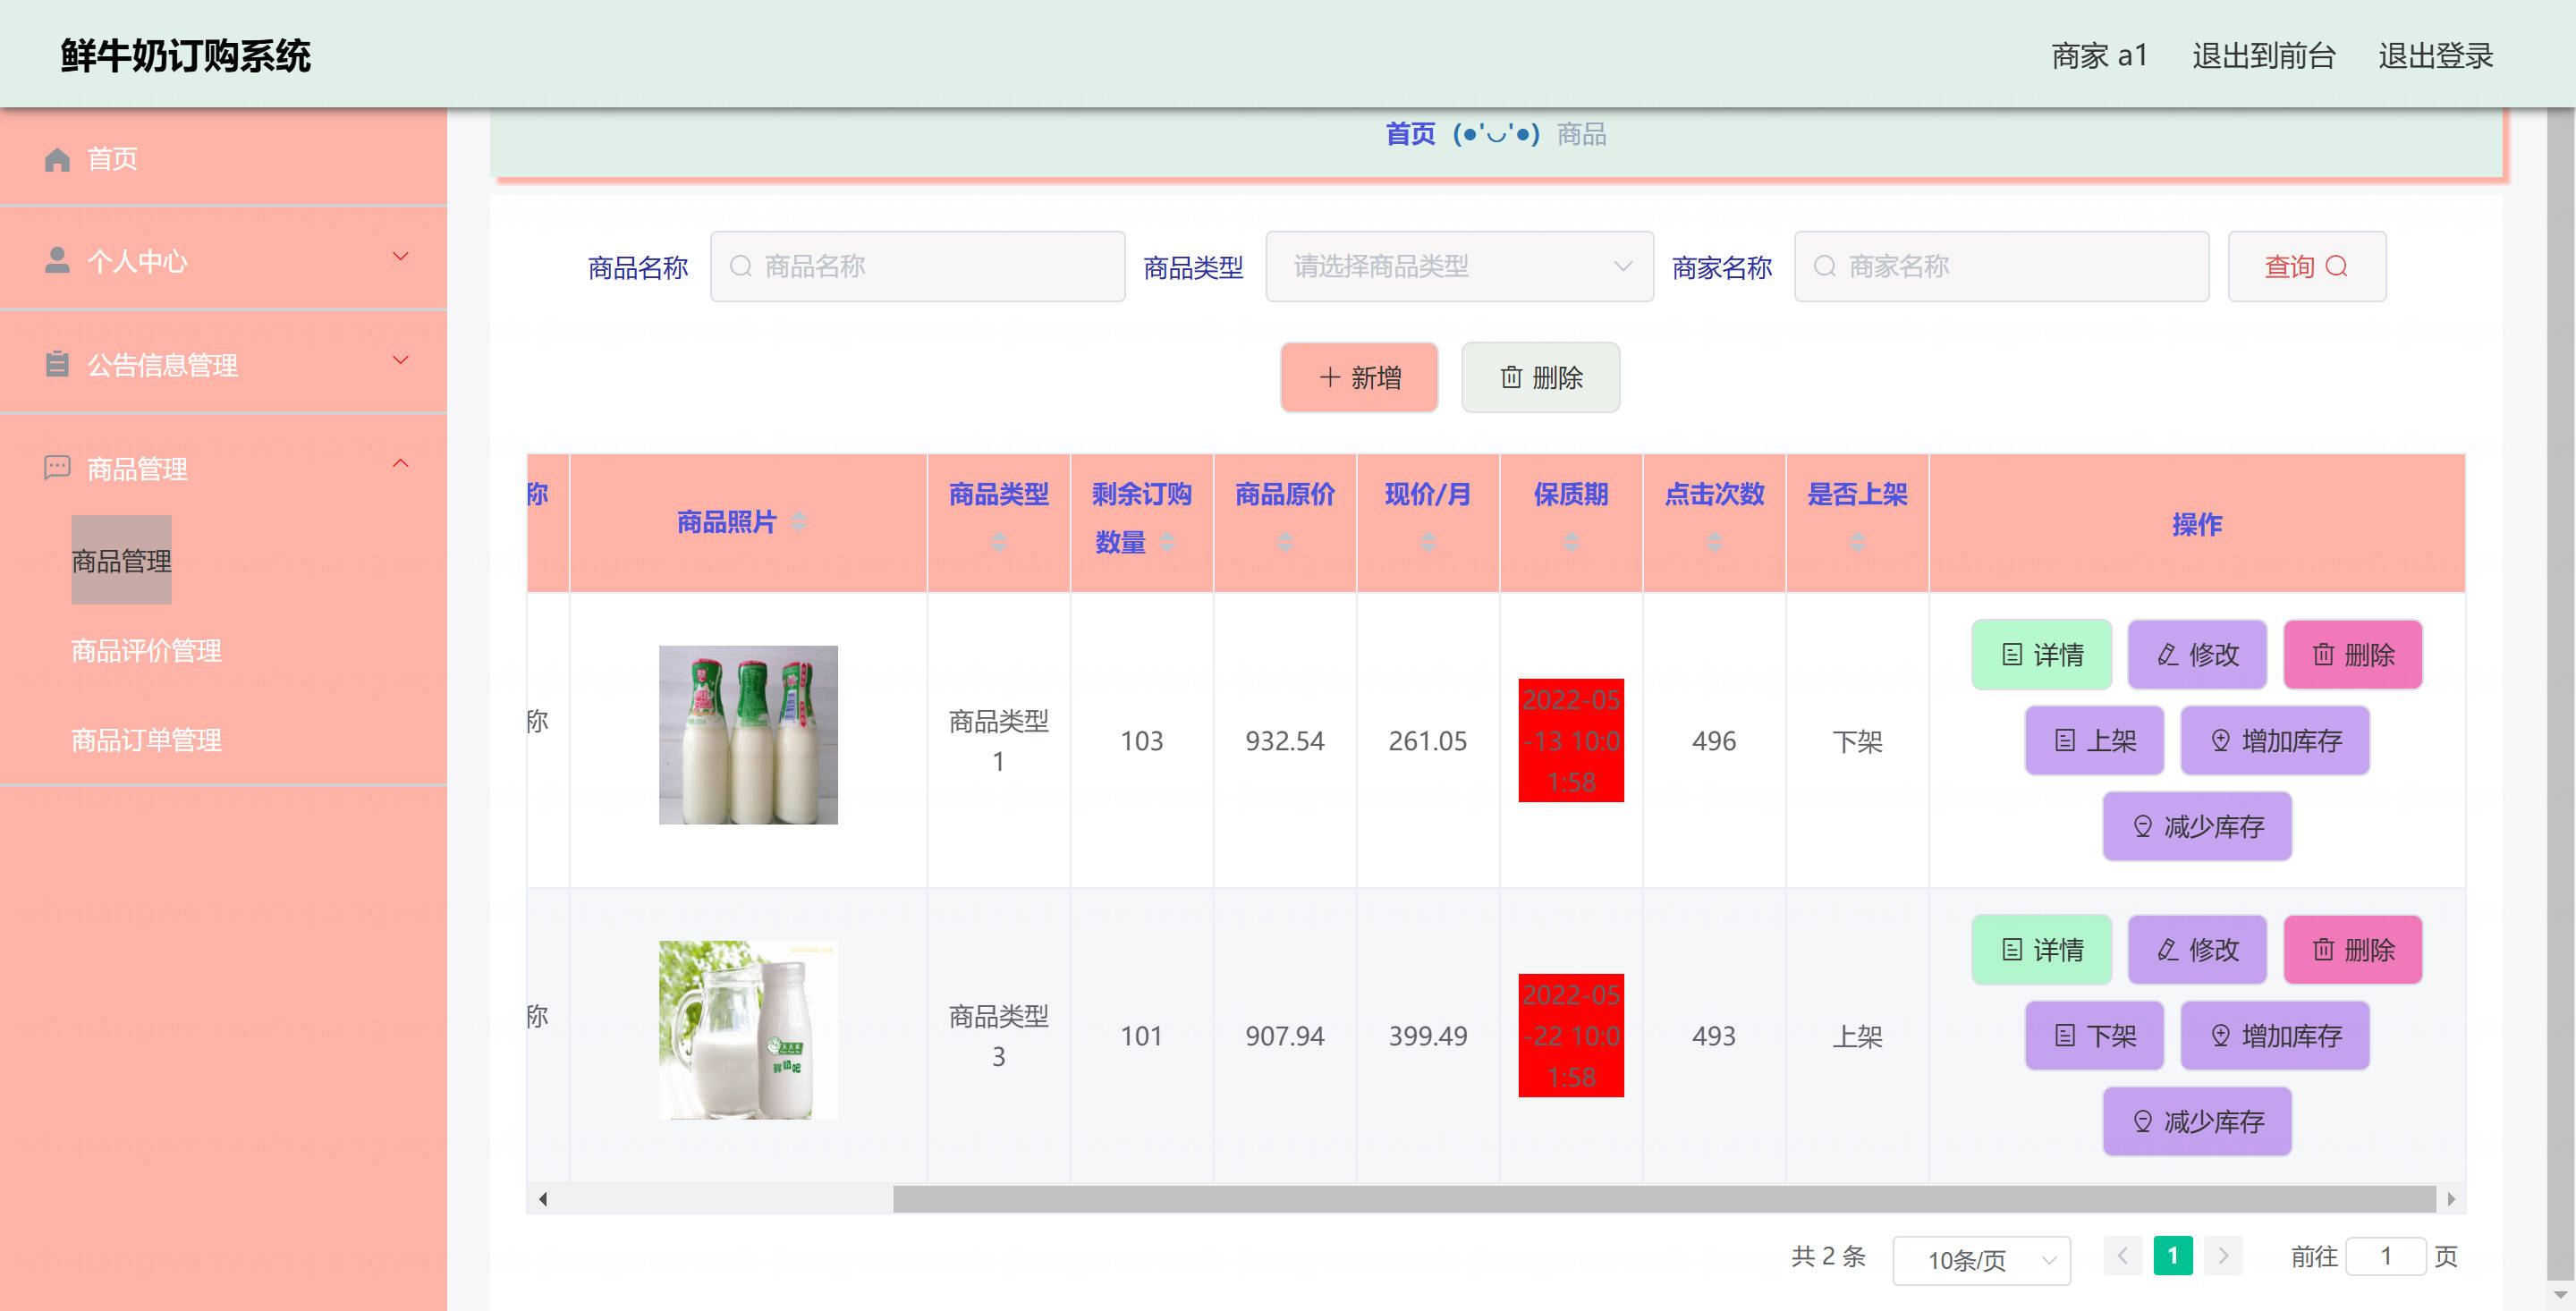 鲜牛奶订购系统
商家 a1 退出到前台 退出登录
首页 (●'◡'●) 商品
首页
个人中心
公告信息管理
商品管理
商品管理
商品评价管理
商品订单管理
商品名称 商品名称 商品类型 请选择商品类型 商家名称 商家名称 查询
新增 删除
称 商品照片 商品类型 剩余订购数量 商品原价 现价/月 保质期 点击次数 是否上架 操作
称 商品类型1 103 932.54 261.05 2022-05-13 10:01:58 496 下架
详情 修改 删除
上架 增加库存
减少库存
鲜奶吧
称 商品类型3 101 907.94 399.49 2022-05-22 10:01:58 493 上架
详情 修改 删除
下架 增加库存
减少库存
共 2 条 10条/页 1 前往 1 页